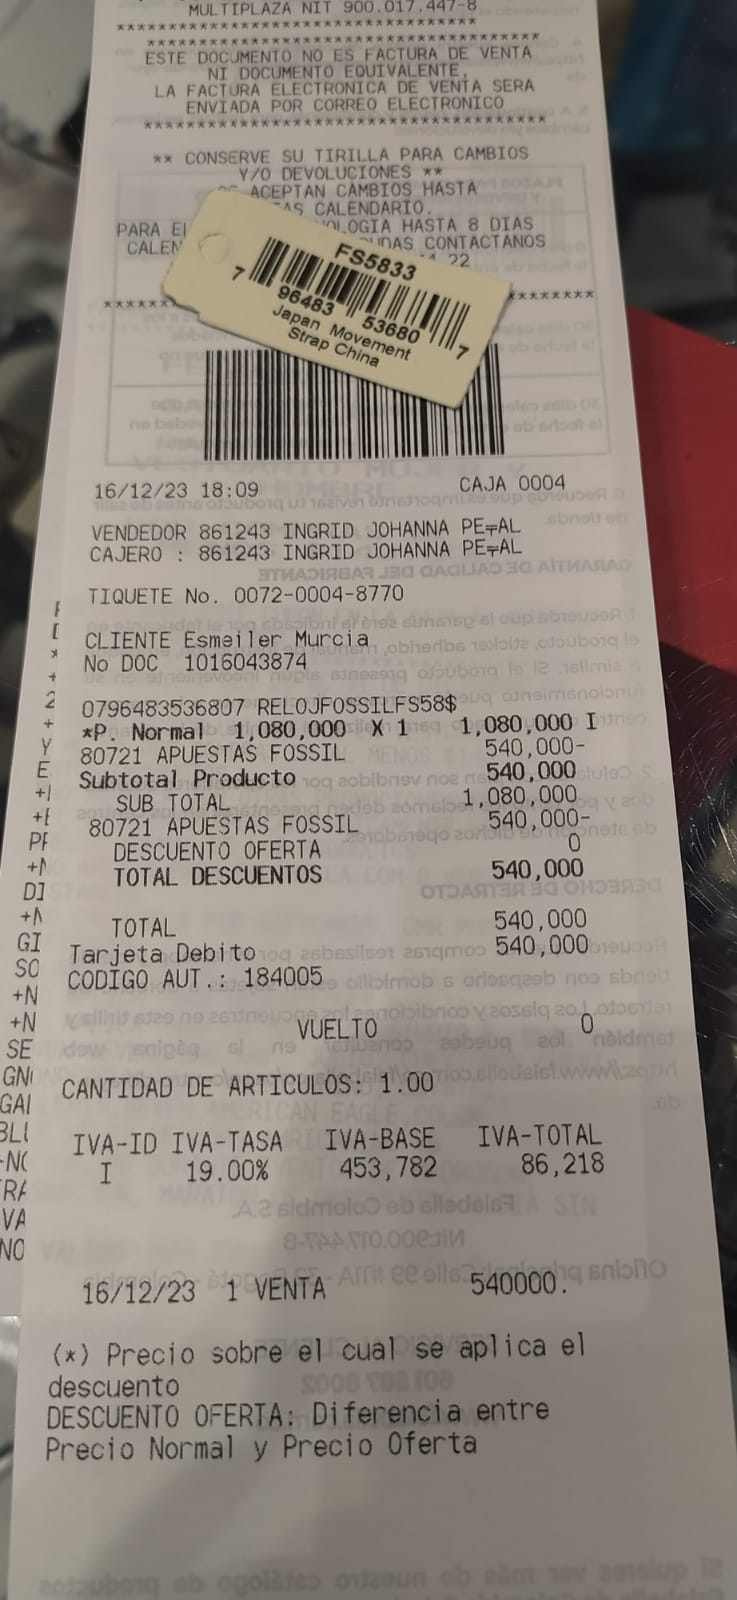 MULTIPLAZA NIT 900.017.447-8
************************************
************************************
ESTE DOCUMENTO NO ES FACTURA DE VENTA
NI DOCUMENTO EQUIVALENTE,
LA FACTURA ELECTRONICA DE VENTA SERA
ENVIADA POR CORREO ELECTRONICO
************************************
** CONSERVE SU TIRILLA PARA CAMBIOS
Y/O DEVOLUCIONES **
ACEPTAN CAMBIOS HASTA
CALENDARIO.
PARA HASTA 8 DIAS
CONTACTANOS
22
FS5833
7 96483 53680 7
Japan Movement
Strap China
16/12/23 18:09 CAJA 0004
VENDEDOR 861243 INGRID JOHANNA
CAJERO : 861243 INGRID JOHANNA
TIQUETE No. 0072-0004-8770
CLIENTE Esmeiler Murcia
No DOC 1016043874
0796483536807 RELOJFOSSILFS58$
*P. Normal 1,080,000 X 1 1,080,000 I
80721 APUESTAS FOSSIL 540,000-
Subtotal Producto 540,000
SUB TOTAL 1,080,000
80721 APUESTAS FOSSIL 540,000-
DESCUENTO OFERTA 0
TOTAL DESCUENTOS 540,000
TOTAL 540,000
Tarjeta Debito 540,000
CODIGO AUT.: 184005
VUELTO 0
CANTIDAD DE ARTICULOS: 1.00
IVA-ID IVA-TASA IVA-BASE IVA-TOTAL
I 19.00% 453,782 86,218
16/12/23 1 VENTA 540000.
(*) Precio sobre el cual se aplica el
descuento
DESCUENTO OFERTA: Diferencia entre
Precio Normal y Precio Oferta